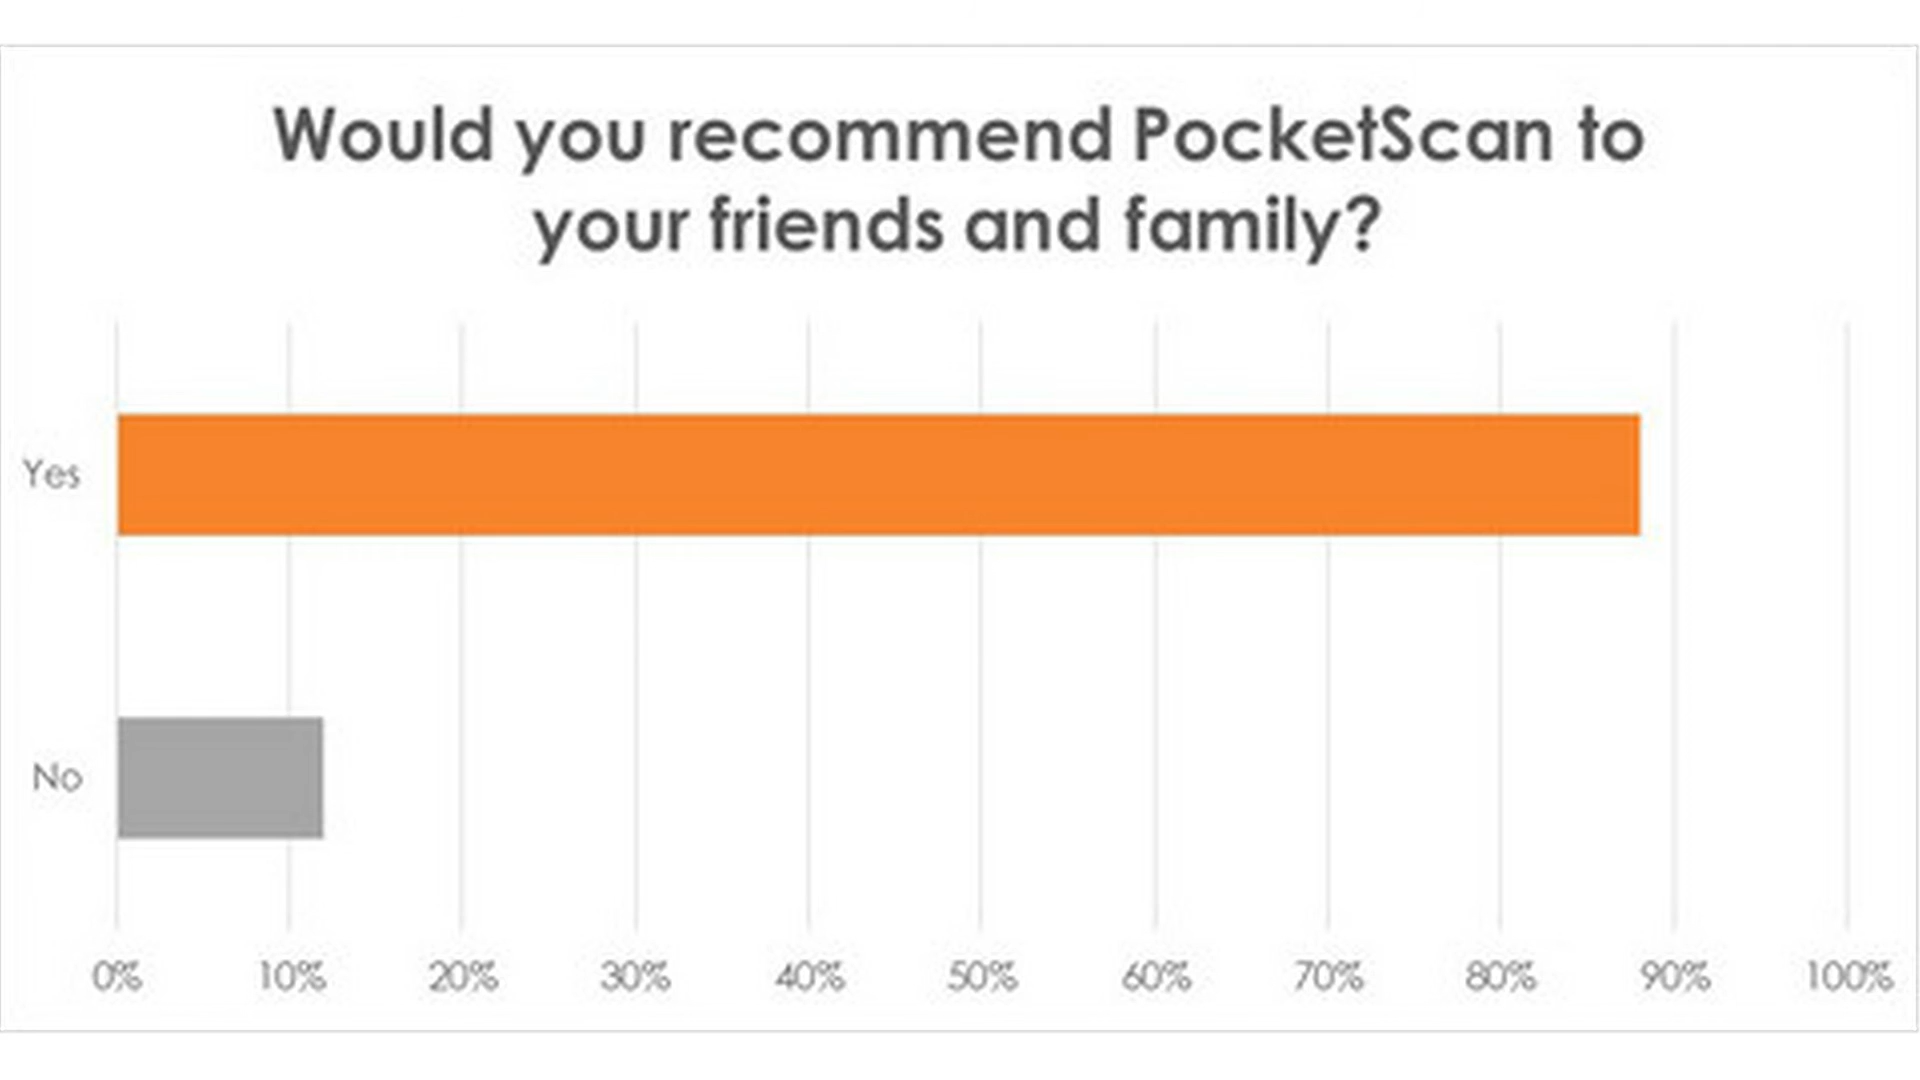 Would you recommend PocketScan to
your friends and family?
Yes
No
0% 10% 20% 30% 40% 50% 60% 70% 80% 90% 100%